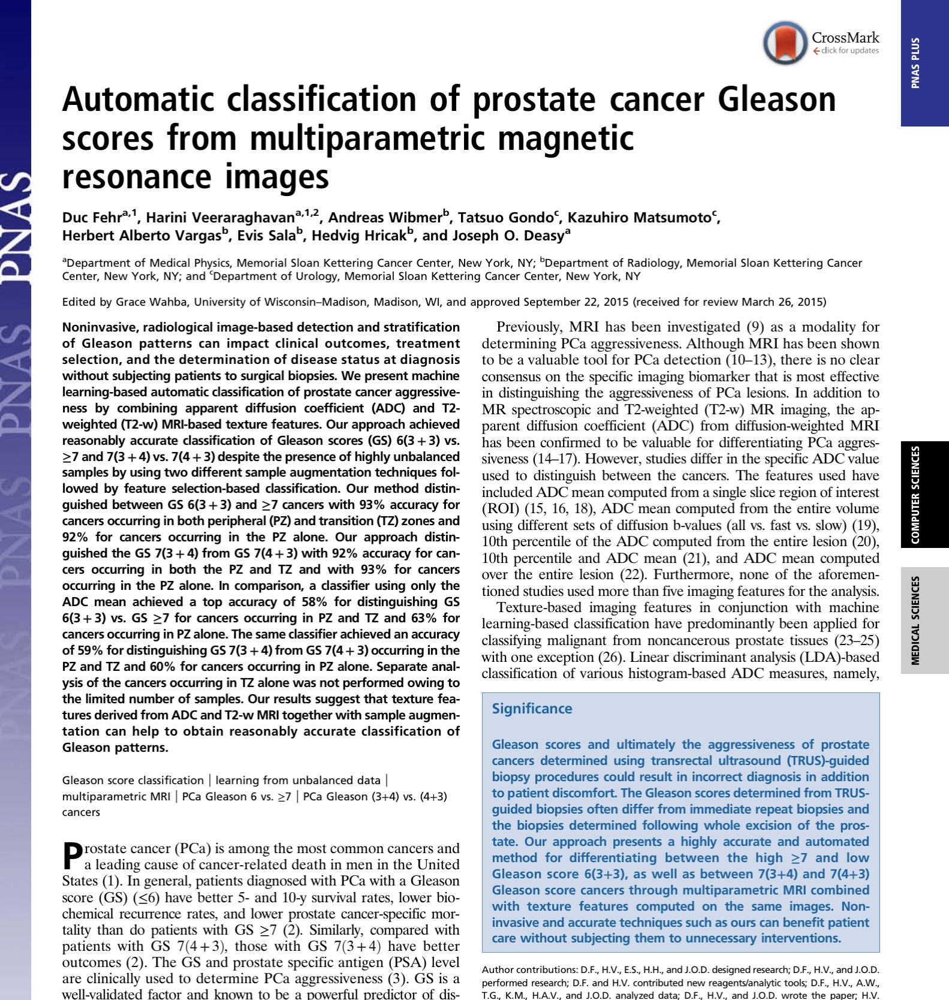 CrossMark
click for updates
PNAS PLUS
Automatic classification of prostate cancer Gleason
scores from multiparametric magnetic
resonance images
Duc Fehra,1, Harini Veeraraghavana,1,2, Andreas Wibmerb, Tatsuo Gondoc, Kazuhiro Matsumotoc,
Herbert Alberto Vargasb, Evis Salab, Hedvig Hricakb, and Joseph O. Deasya
aDepartment of Medical Physics, Memorial Sloan Kettering Cancer Center, New York, NY; bDepartment of Radiology, Memorial Sloan Kettering Cancer
Center, New York, NY; and cDepartment of Urology, Memorial Sloan Kettering Cancer Center, New York, NY
Edited by Grace Wahba, University of Wisconsin–Madison, Madison, WI, and approved September 22, 2015 (received for review March 26, 2015)
Noninvasive, radiological image-based detection and stratification
of Gleason patterns can impact clinical outcomes, treatment
selection, and the determination of disease status at diagnosis
without subjecting patients to surgical biopsies. We present machine
learning-based automatic classification of prostate cancer aggressive-
ness by combining apparent diffusion coefficient (ADC) and T2-
weighted (T2-w) MRI-based texture features. Our approach achieved
reasonably accurate classification of Gleason scores (GS) 6(3 + 3) vs.
≥7 and 7(3 + 4) vs. 7(4 + 3) despite the presence of highly unbalanced
samples by using two different sample augmentation techniques fol-
lowed by feature selection-based classification. Our method distin-
guished between GS 6(3 + 3) and ≥7 cancers with 93% accuracy for
cancers occurring in both peripheral (PZ) and transition (TZ) zones and
92% for cancers occurring in the PZ alone. Our approach distin-
guished the GS 7(3 + 4) from GS 7(4 + 3) with 92% accuracy for can-
cers occurring in both the PZ and TZ and with 93% for cancers
occurring in the PZ alone. In comparison, a classifier using only the
ADC mean achieved a top accuracy of 58% for distinguishing GS
6(3 + 3) vs. GS ≥7 for cancers occurring in PZ and TZ and 63% for
cancers occurring in PZ alone. The same classifier achieved an accuracy
of 59% for distinguishing GS 7(3 + 4) from GS 7(4 + 3) occurring in the
PZ and TZ and 60% for cancers occurring in PZ alone. Separate anal-
ysis of the cancers occurring in TZ alone was not performed owing to
the limited number of samples. Our results suggest that texture fea-
tures derived from ADC and T2-w MRI together with sample augmen-
tation can help to obtain reasonably accurate classification of
Gleason patterns.
Gleason score classification | learning from unbalanced data |
multiparametric MRI | PCa Gleason 6 vs. ≥7 | PCa Gleason (3+4) vs. (4+3)
cancers
Prostate cancer (PCa) is among the most common cancers and
a leading cause of cancer-related death in men in the United
States (1). In general, patients diagnosed with PCa with a Gleason
score (GS) (≤6) have better 5- and 10-y survival rates, lower bio-
chemical recurrence rates, and lower prostate cancer-specific mor-
tality than do patients with GS ≥7 (2). Similarly, compared with
patients with GS 7(4 + 3), those with GS 7(3 + 4) have better
outcomes (2). The GS and prostate specific antigen (PSA) level
are clinically used to determine PCa aggressiveness (3). GS is a
well-validated factor and known to be a powerful predictor of dis-
Previously, MRI has been investigated (9) as a modality for
determining PCa aggressiveness. Although MRI has been shown
to be a valuable tool for PCa detection (10–13), there is no clear
consensus on the specific imaging biomarker that is most effective
in distinguishing the aggressiveness of PCa lesions. In addition to
MR spectroscopic and T2-weighted (T2-w) MR imaging, the ap-
parent diffusion coefficient (ADC) from diffusion-weighted MRI
has been confirmed to be valuable for differentiating PCa aggres-
siveness (14–17). However, studies differ in the specific ADC value
used to distinguish between the cancers. The features used have
included ADC mean computed from a single slice region of interest
(ROI) (15, 16, 18), ADC mean computed from the entire volume
using different sets of diffusion b-values (all vs. fast vs. slow) (19),
10th percentile of the ADC computed from the entire lesion (20),
10th percentile and ADC mean (21), and ADC mean computed
over the entire lesion (22). Furthermore, none of the aforemen-
tioned studies used more than five imaging features for the analysis.
Texture-based imaging features in conjunction with machine
learning-based classification have predominantly been applied for
classifying malignant from noncancerous prostate tissues (23–25)
with one exception (26). Linear discriminant analysis (LDA)-based
classification of various histogram-based ADC measures, namely,
Significance
Gleason scores and ultimately the aggressiveness of prostate
cancers determined using transrectal ultrasound (TRUS)-guided
biopsy procedures could result in incorrect diagnosis in addition
to patient discomfort. The Gleason scores determined from TRUS-
guided biopsies often differ from immediate repeat biopsies and
the biopsies determined following whole excision of the pros-
tate. Our approach presents a highly accurate and automated
method for differentiating between the high ≥7 and low
Gleason score 6(3+3), as well as between 7(3+4) and 7(4+3)
Gleason score cancers through multiparametric MRI combined
with texture features computed on the same images. Non-
invasive and accurate techniques such as ours can benefit patient
care without subjecting them to unnecessary interventions.
Author contributions: D.F., H.V., E.S., H.H., and J.O.D. designed research; D.F., H.V., and J.O.D.
performed research; D.F. and H.V. contributed new reagents/analytic tools; D.F., H.V., A.W.,
T.G., K.M., H.A.V., and J.O.D. analyzed data; D.F., H.V., and J.O.D. wrote the paper; H.V.
COMPUTER SCIENCES
MEDICAL SCIENCES
PNAS
PNAS
PNAS
PNAS